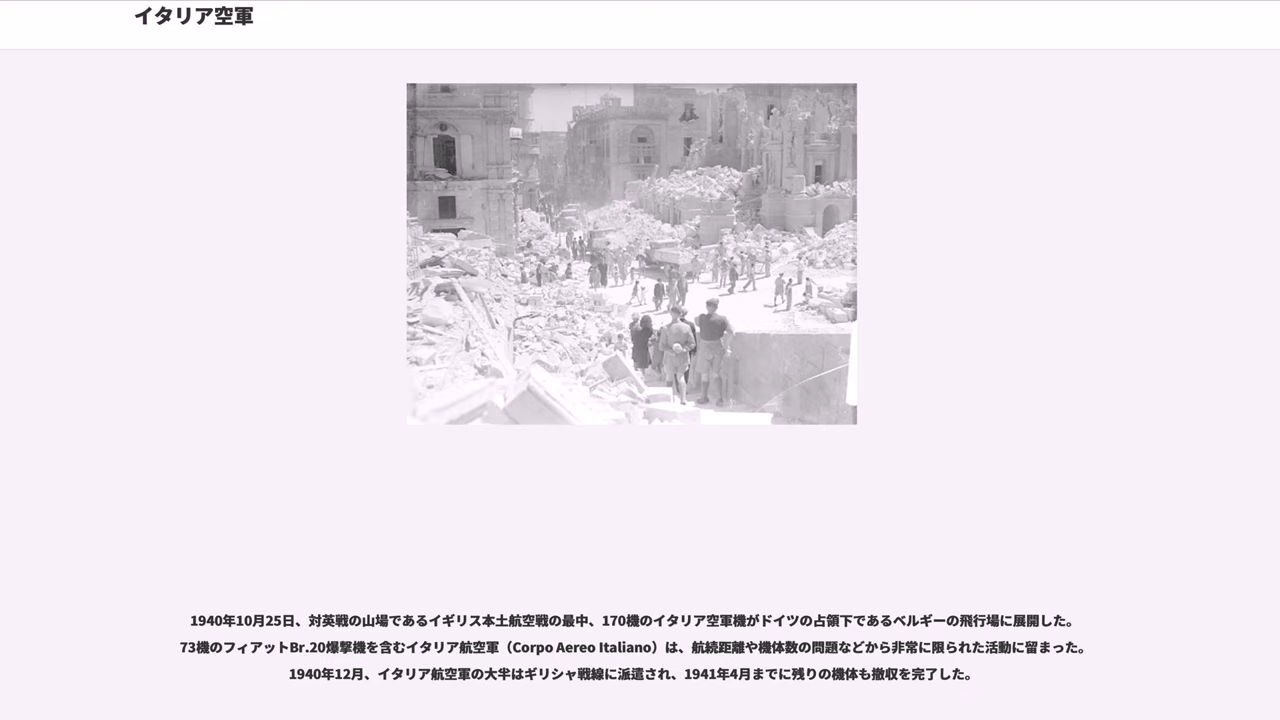 イタリア空軍
1940年10月25日、対英戦の山場であるイギリス本土航空戦の最中、170機のイタリア空軍機がドイツの占領下であるベルギーの飛行場に展開した。
73機のフィアットBr.20爆撃機を含むイタリア航空軍（Corpo Aereo Italiano）は、航続距離や機体数の問題などから非常に限られた活動に留まった。
1940年12月、イタリア航空軍の大半はギリシャ戦線に派遣され、1941年4月までに残りの機体も撤収を完了した。